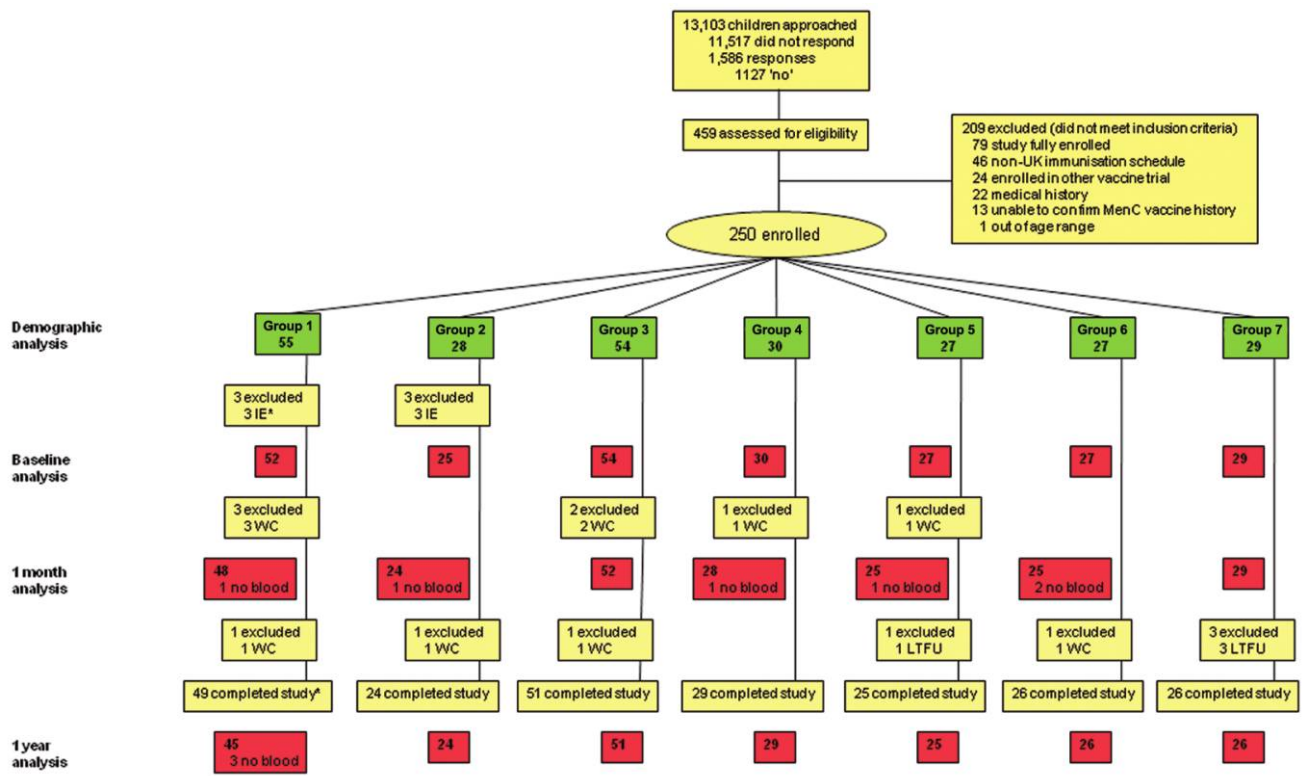 13,103 children approached
11,517 did not respond
1,586 responses
1127 'no'
459 assessed for eligibility
209 excluded (did not meet inclusion criteria)
79 study fully enrolled
46 non-UK immunisation schedule
24 enrolled in other vaccine trial
22 medical history
13 unable to confirm MenC vaccine history
1 out of age range
250 enrolled
Demographic
analysis
Group 1
55
Group 2
28
Group 3
54
Group 4
30
Group 5
27
Group 6
27
Group 7
29
3 excluded
3 IE*
3 excluded
3 IE
Baseline
analysis
52
25
54
30
27
27
29
3 excluded
3 WC
2 excluded
2 WC
1 excluded
1 WC
1 excluded
1 WC
1 month
analysis
48
1 no blood
24
1 no blood
52
28
1 no blood
25
1 no blood
25
2 no blood
29
1 excluded
1 WC
1 excluded
1 WC
1 excluded
1 WC
1 excluded
1 LTFU
1 excluded
1 WC
3 excluded
3 LTFU
49 completed study*
24 completed study
51 completed study
29 completed study
25 completed study
26 completed study
26 completed study
1 year
analysis
45
3 no blood
24
51
29
25
26
26